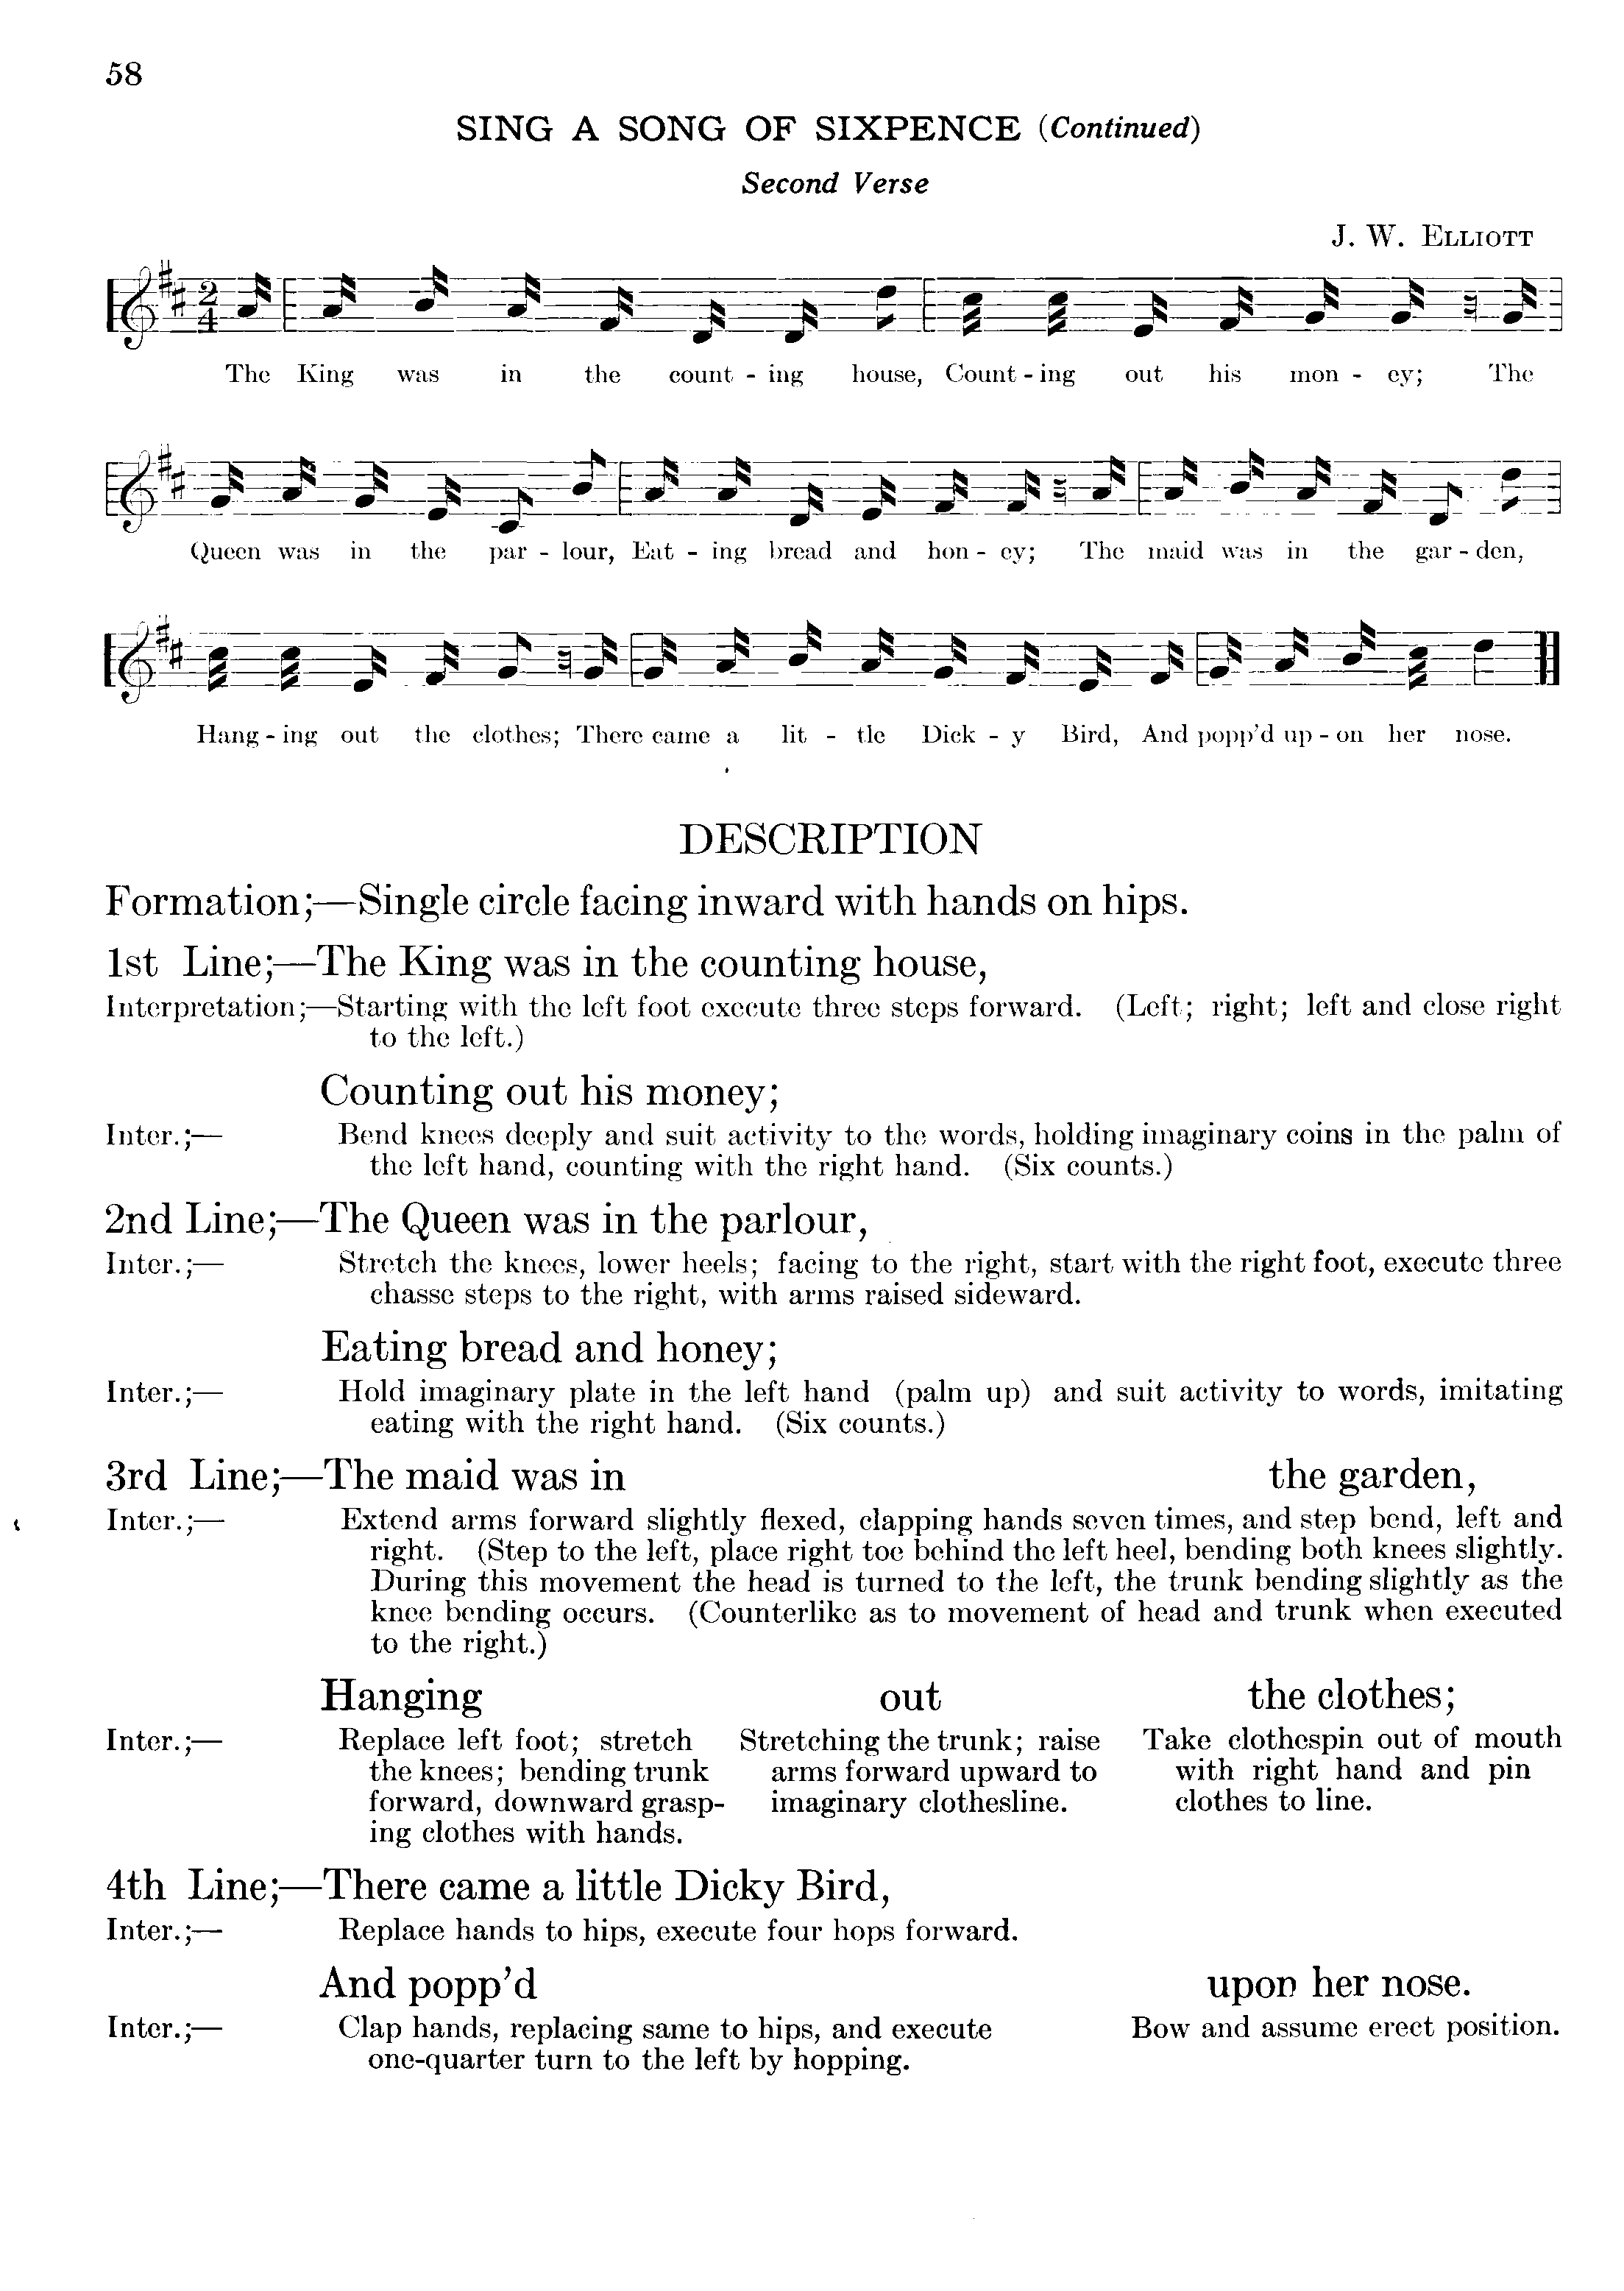 58
SING A SONG OF SIXPENCE (Continued)
Second Verse
J. W. ELLIOTT
The King was in the count - ing house, Count - ing out his mon - ey; The
Queen was in the par - lour, Eat - ing bread and hon - ey; The maid was in the gar - den,
Hang - ing out the clothes; There came a lit - tle Dick - y Bird, And popp'd up - on her nose.
DESCRIPTION
Formation;—Single circle facing inward with hands on hips.
1st Line;—The King was in the counting house,
Interpretation;—Starting with the left foot execute three steps forward. (Left; right; left and close right
to the left.)
Counting out his money;
Inter.;— Bend knees deeply and suit activity to the words, holding imaginary coins in the palm of
the left hand, counting with the right hand. (Six counts.)
2nd Line;—The Queen was in the parlour,
Inter.;— Stretch the knees, lower heels; facing to the right, start with the right foot, execute three
chasse steps to the right, with arms raised sideward.
Eating bread and honey;
Inter.;— Hold imaginary plate in the left hand (palm up) and suit activity to words, imitating
eating with the right hand. (Six counts.)
3rd Line;—The maid was in the garden,
Inter.;— Extend arms forward slightly flexed, clapping hands seven times, and step bend, left and
right. (Step to the left, place right toe behind the left heel, bending both knees slightly.
During this movement the head is turned to the left, the trunk bending slightly as the
knee bending occurs. (Counterlike as to movement of head and trunk when executed
to the right.)
Hanging out the clothes;
Inter.;— Replace left foot; stretch Stretching the trunk; raise Take clothespin out of mouth
the knees; bending trunk arms forward upward to with right hand and pin
forward, downward grasp- imaginary clothesline. clothes to line.
ing clothes with hands.
4th Line;—There came a little Dicky Bird,
Inter.;— Replace hands to hips, execute four hops forward.
And popp'd upon her nose.
Inter.;— Clap hands, replacing same to hips, and execute Bow and assume erect position.
one-quarter turn to the left by hopping.